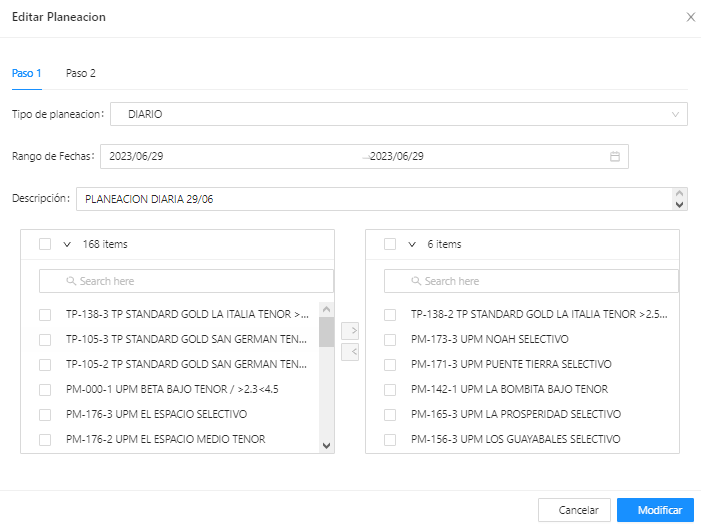 Editar Planeacion
Paso 1 Paso 2
Tipo de planeacion: DIARIO
Rango de Fechas: 2023/06/29 → 2023/06/29
Descripción: PLANEACION DIARIA 29/06
168 items
Search here
TP-138-3 TP STANDARD GOLD LA ITALIA TENOR >...
TP-105-3 TP STANDARD GOLD SAN GERMAN TEN...
TP-105-2 TP STANDARD GOLD SAN GERMAN TEN...
PM-000-1 UPM BETA BAJO TENOR / >2.3<4.5
PM-176-3 UPM EL ESPACIO SELECTIVO
PM-176-2 UPM EL ESPACIO MEDIO TENOR
> 
<
6 items
Search here
TP-138-2 TP STANDARD GOLD LA ITALIA TENOR >2.5...
PM-173-3 UPM NOAH SELECTIVO
PM-171-3 UPM PUENTE TIERRA SELECTIVO
PM-142-1 UPM LA BOMBITA BAJO TENOR
PM-165-3 UPM LA PROSPERIDAD SELECTIVO
PM-156-3 UPM LOS GUAYABALES SELECTIVO
Cancelar Modificar